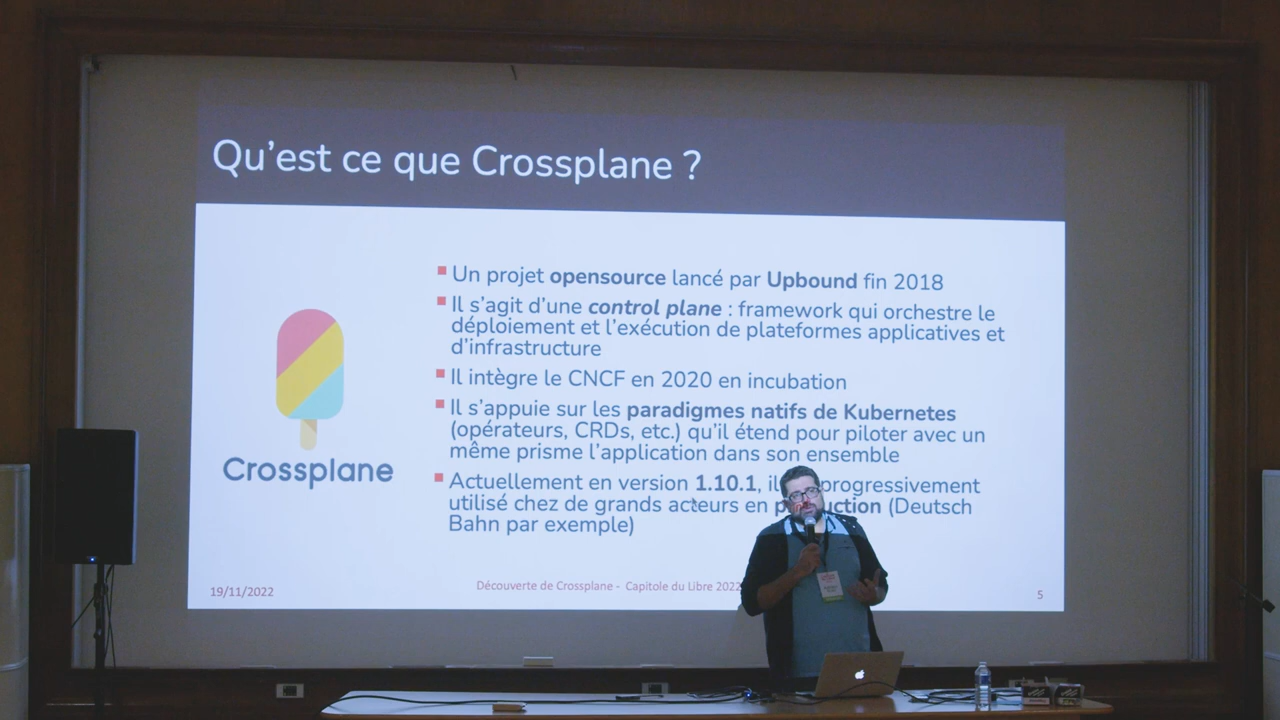 Qu'est ce que Crossplane ?
Un projet opensource lancé par Upbound fin 2018
Il s'agit d'une control plane : framework qui orchestre le
déploiement et l'exécution de plateformes applicatives et
d'infrastructure
Il intègre le CNCF en 2020 en incubation
Il s'appuie sur les paradigmes natifs de Kubernetes
(opérateurs, CRDs, etc.) qu'il étend pour piloter avec un
même prisme l'application dans son ensemble
Crossplane
Actuellement en version 1.10.1, il progressivement
utilisé chez de grands acteurs en (Deutsch
Bahn par exemple)
19/11/2022
Découverte de Crossplane - Capitole du Libre 2022
5